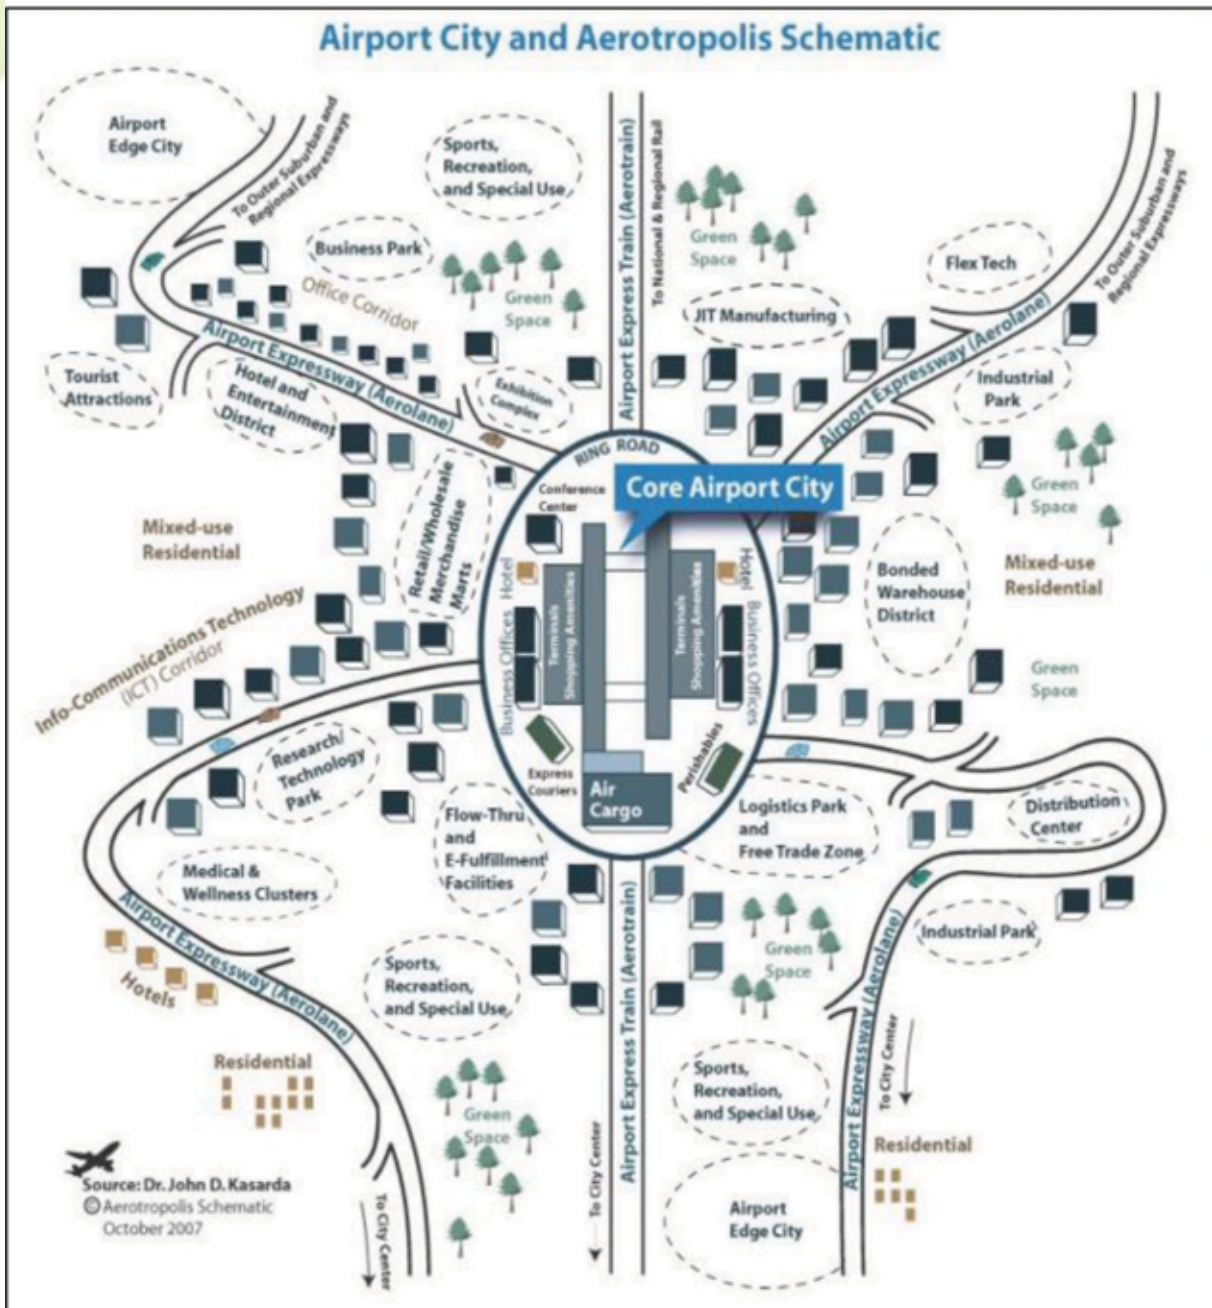 Airport City and Aerotropolis Schematic
Airport
Edge City
To Outer Suburban and
Regional Expressways
Sports,
Recreation,
and Special Use
Airport Express Train (Aerotrain)
To National & Regional Rail
Green
Space
Flex Tech
To Outer Suburban and
Regional Expressways
Business Park
Office Corridor
Green
Space
JIT Manufacturing
Airport Expressway (Aerolane)
Airport Expressway (Aerolane)
Tourist
Attractions
Hotel and
Entertainment
District
Exhibition
Complex
Industrial
Park
RING ROAD
Core Airport City
Conference
Center
Green
Space
Mixed-use
Residential
Retail/Wholesale
Merchandise
Marts
Hotel
Hotel
Bonded
Warehouse
District
Mixed-use
Residential
Info-Communications Technology
(ICT) Corridor
Business Offices
Terminals
Shopping Amenities
Terminals
Shopping Amenities
Business Offices
Green
Space
Research/
Technology
Park
Express
Couriers
Air
Cargo
Perishables
Logistics Park
and
Free Trade Zone
Distribution
Center
Flow-Thru
and
E-Fulfillment
Facilities
Medical &
Wellness Clusters
Airport Expressway (Aerolane)
Hotels
Sports,
Recreation,
and Special Use
Airport Express Train (Aerotrain)
Green
Space
Industrial Park
Airport Expressway (Aerolane)
To City Center
Residential
Green
Space
Sports,
Recreation,
and Special Use
Residential
To City Center
To City Center
Airport
Edge City
Source: Dr. John D. Kasarda
© Aerotropolis Schematic
October 2007